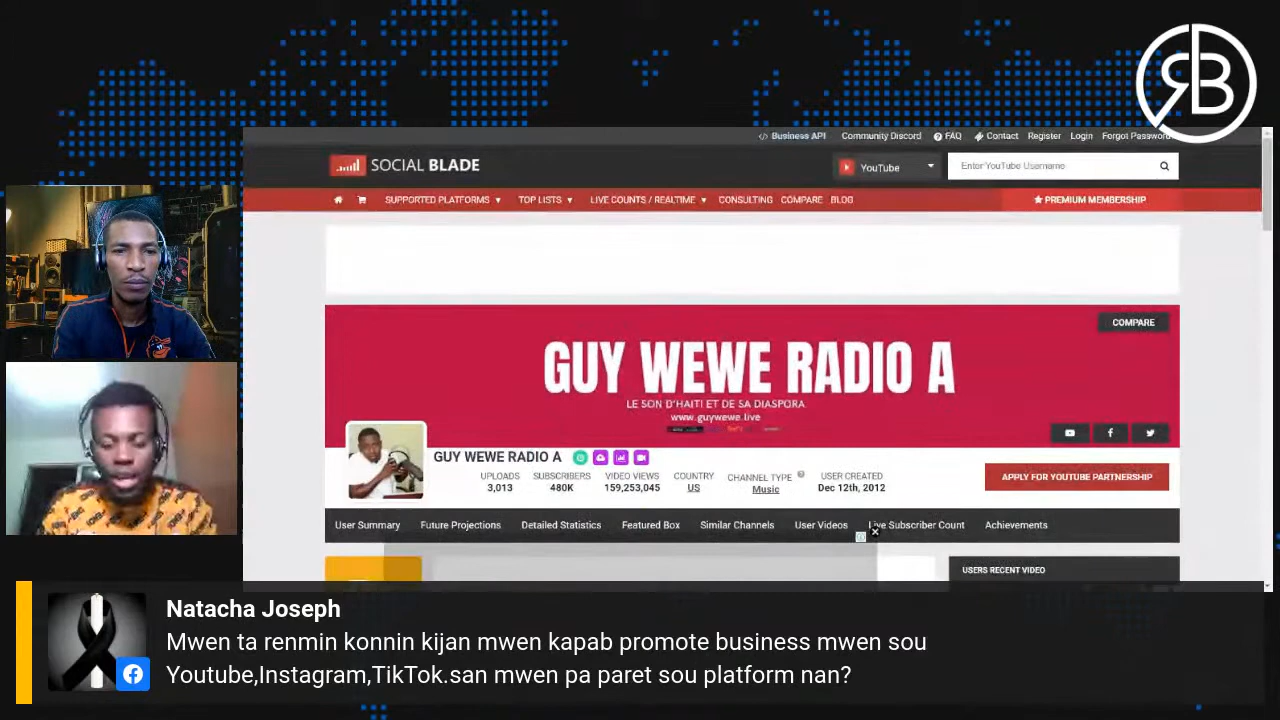 RB
Business API Community Discord FAQ Contact Register Login Forgot Password
SOCIAL BLADE
YouTube
Enter YouTube Username
SUPPORTED PLATFORMS TOP LISTS LIVE COUNTS / REALTIME CONSULTING COMPARE BLOG
PREMIUM MEMBERSHIP
COMPARE
GUY WEWE RADIO A
LE SON D'HAITI ET DE SA DIASPORA
www.guywewe.live
GUY WEWE RADIO A
UPLOADS SUBSCRIBERS VIDEO VIEWS COUNTRY CHANNEL TYPE USER CREATED
3,013 480K 159,253,045 US Music Dec 12th, 2012
APPLY FOR YOUTUBE PARTNERSHIP
User Summary Future Projections Detailed Statistics Featured Box Similar Channels User Videos Live Subscriber Count Achievements
USERS RECENT VIDEO
Natacha Joseph
Mwen ta renmin konnin kijan mwen kapab promote business mwen sou
Youtube,Instagram,TikTok.san mwen pa paret sou platform nan?